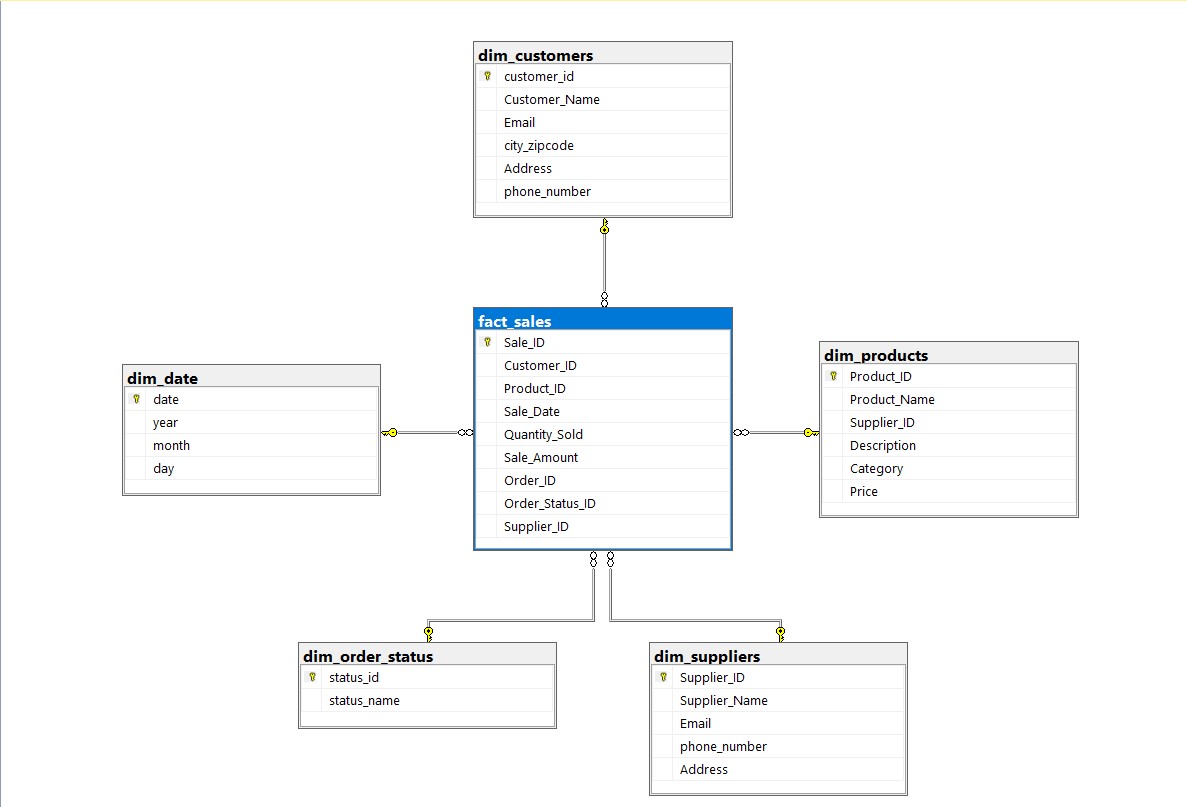 dim_customers
customer_id
Customer_Name
Email
city_zipcode
Address
phone_number
fact_sales
Sale_ID
Customer_ID
Product_ID
Sale_Date
Quantity_Sold
Sale_Amount
Order_ID
Order_Status_ID
Supplier_ID
dim_date
date
year
month
day
dim_products
Product_ID
Product_Name
Supplier_ID
Description
Category
Price
dim_order_status
status_id
status_name
dim_suppliers
Supplier_ID
Supplier_Name
Email
phone_number
Address